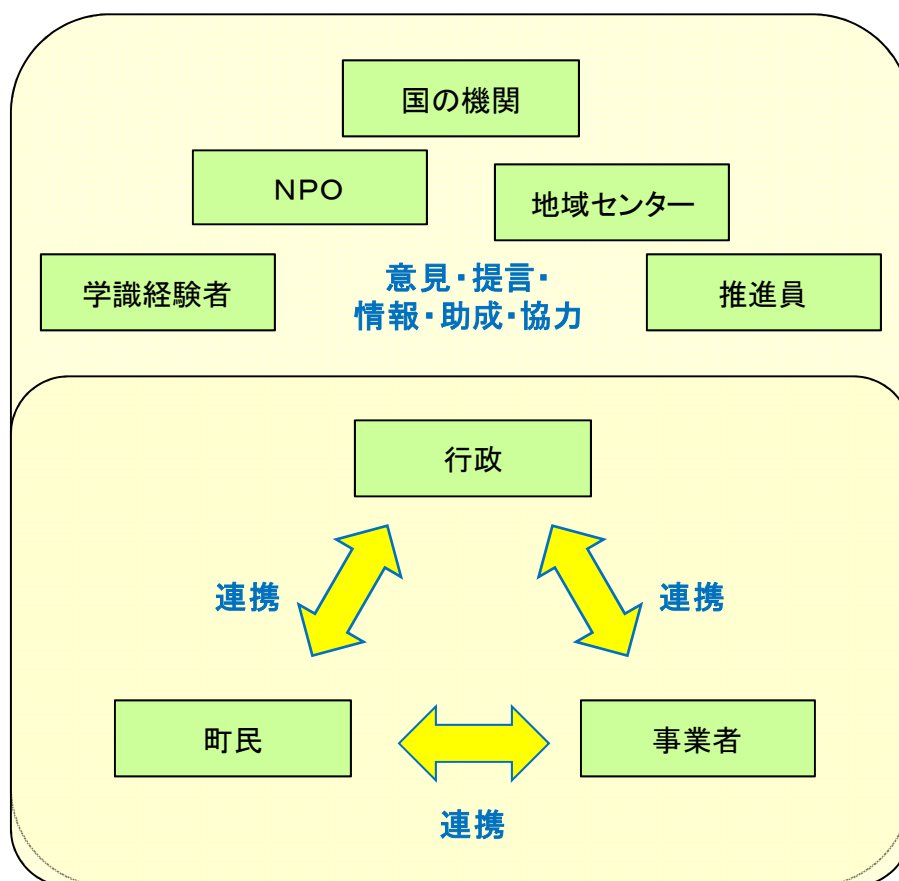 国の機関
ＮＰＯ
地域センター
学識経験者
意見・提言・
情報・助成・協力
推進員
行政
連携
連携
町民
事業者
連携